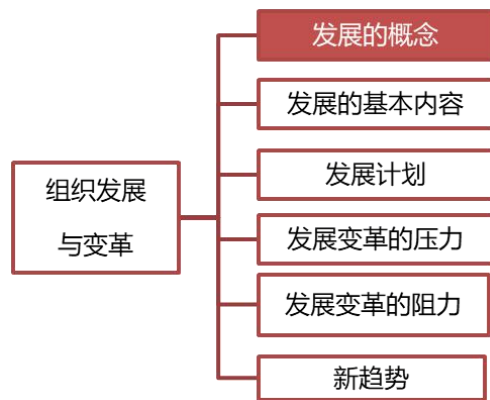 发展的概念
发展的基本内容
组织发展
与变革
发展计划
发展变革的压力
发展变革的阻力
新趋势